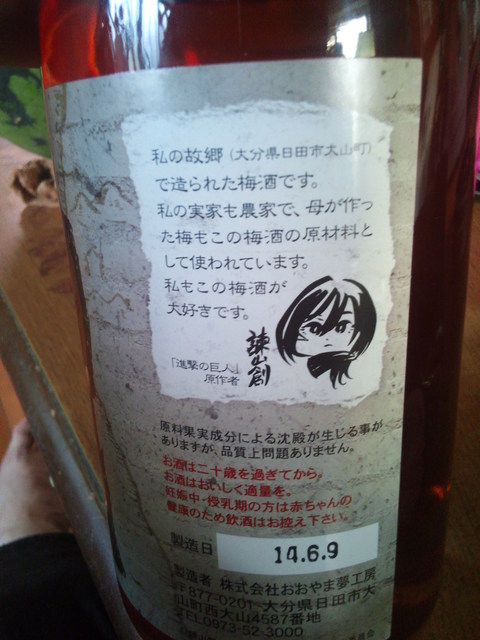 私の故郷(大分県日田市大山町)
で造られた梅酒です。
私の実家も農家で、母が作っ
た梅もこの梅酒の原材料と
して使われています。
私もこの梅酒が
大好きです。
「進撃の巨人」
原作者
諫山創
原料果実成分による沈殿が生じる事が
ありますが、品質上問題ありません。
お酒は二十歳を過ぎてから。
お酒はおいしく適量を。
妊娠中・授乳期の方は赤ちゃんの
健康のため飲酒はお控え下さい。
製造日 14.6.9
製造者 株式会社おおやま夢工房
〒877-0201 大分県日田市大
山町西大山4587番地
TEL0973-52-3000